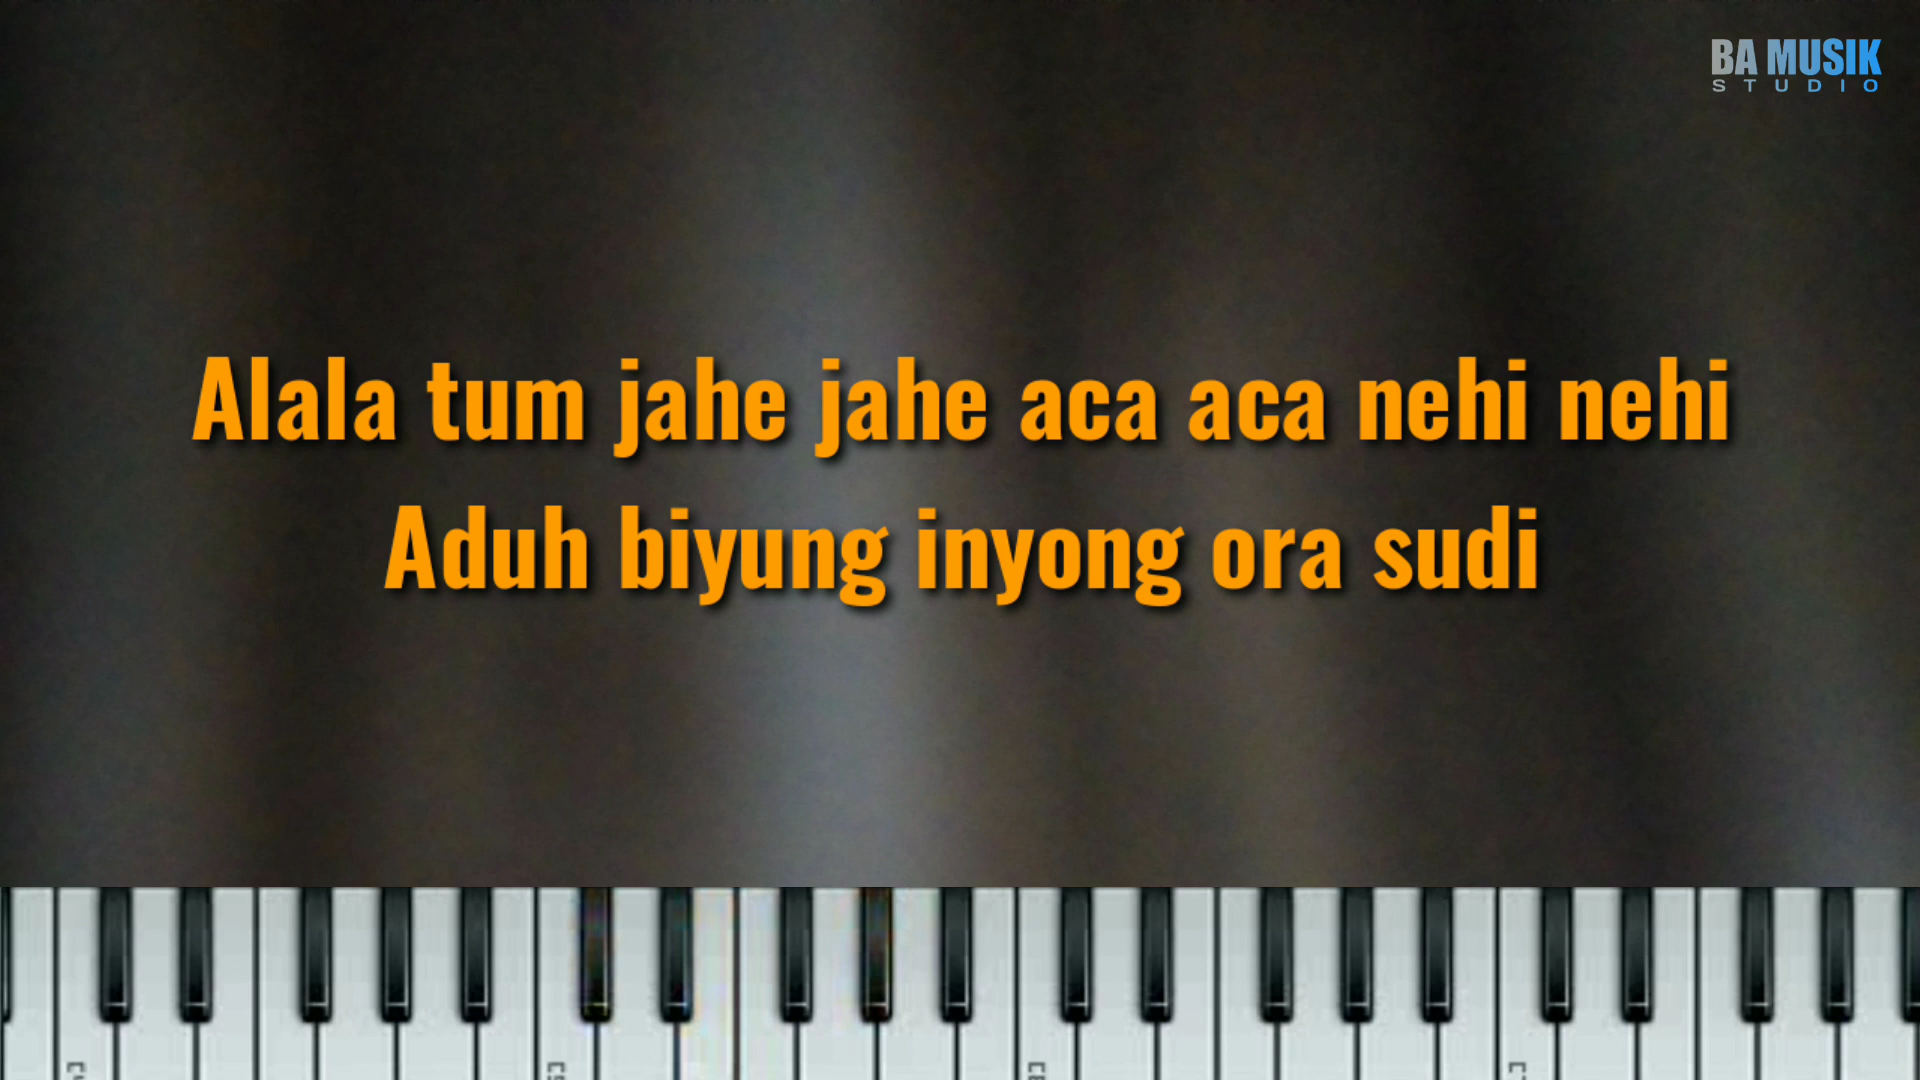 BA MUSIK
STUDIO
Alala tum jahe jahe aca aca nehi nehi
Aduh biyung inyong ora sudi